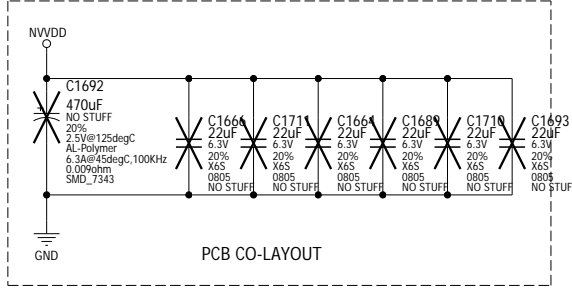 NVVDD
C1692
470uF
NO STUFF
20%
2.5V@125degC
AL-Polymer
6.3A@45degC,100KHz
0.009ohm
SMD_7343
C1666
22uF
6.3V
20%
X6S
0805
NO STUFF
C1711
22uF
6.3V
20%
X6S
0805
NO STUFF
C1664
22uF
6.3V
20%
X6S
0805
NO STUFF
C1689
22uF
6.3V
20%
X6S
0805
NO STUFF
C1710
22uF
6.3V
20%
X6S
0805
NO STUFF
C1693
22uF
6.3V
20%
X6S
0805
NO STUF
GND
PCB CO-LAYOUT